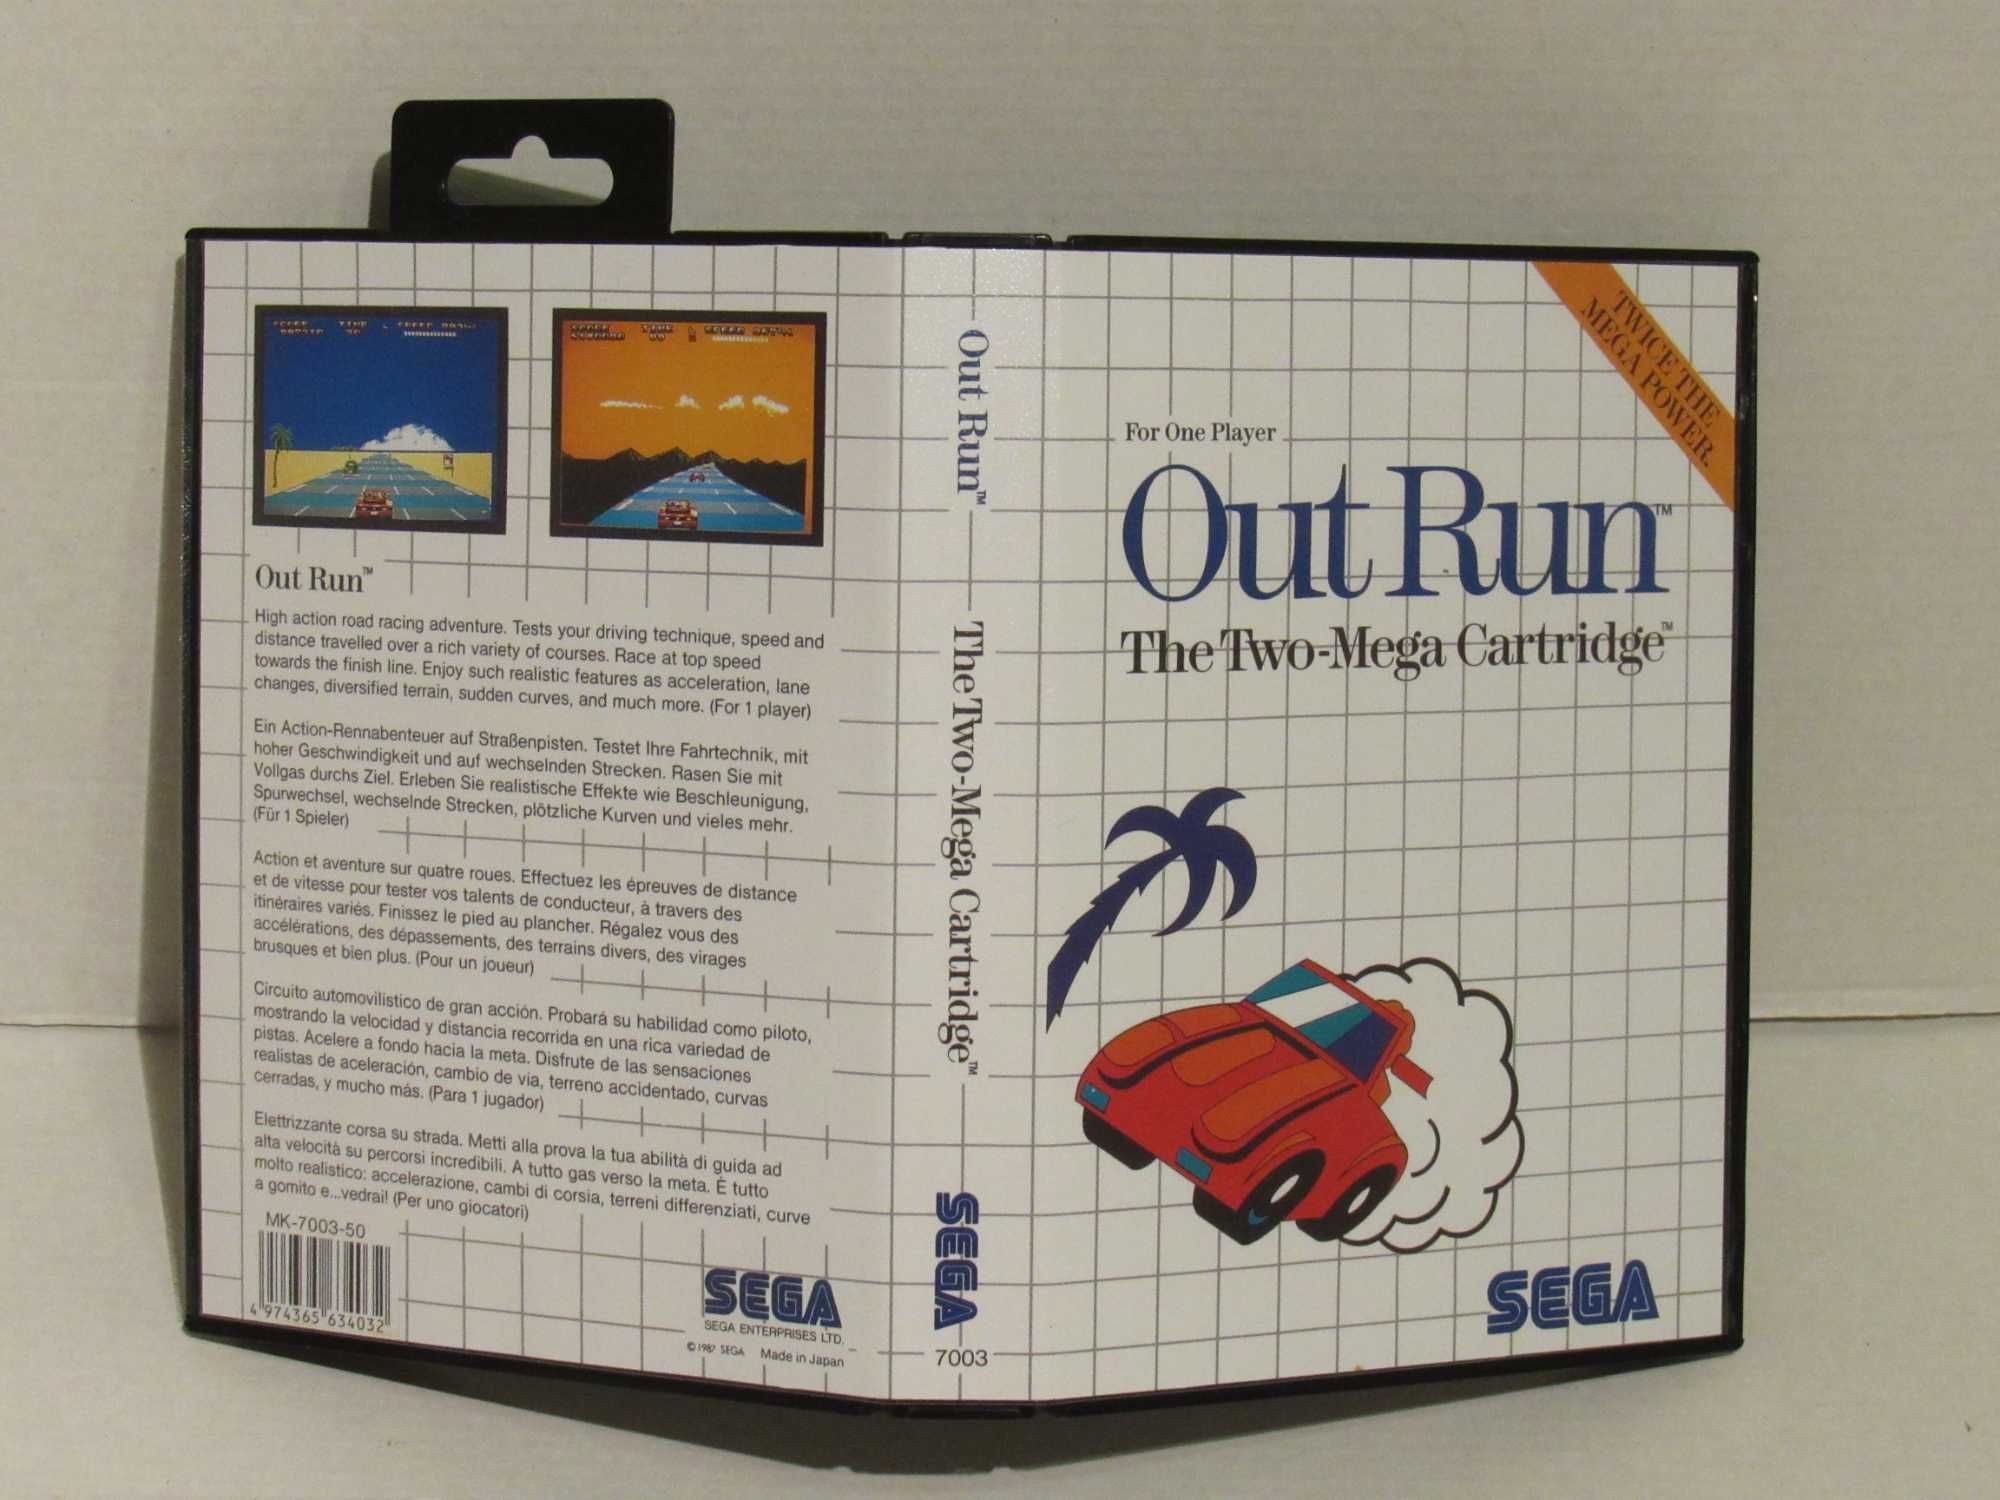 Out Run™
High action road racing adventure. Tests your driving technique, speed and
distance travelled over a rich variety of courses. Race at top speed
towards the finish line. Enjoy such realistic features as acceleration, lane
changes, diversified terrain, sudden curves, and much more. (For 1 player)
Ein Action-Rennabenteuer auf Straßenpisten. Testet Ihre Fahrtechnik, mit
hoher Geschwindigkeit und auf wechselnden Strecken. Rasen Sie mit
Vollgas durchs Ziel. Erleben Sie realistische Effekte wie Beschleunigung,
Spurwechsel, wechselnde Strecken, plötzliche Kurven und vieles mehr.
(Für 1 Spieler)
Action et aventure sur quatre roues. Effectuez les épreuves de distance
et de vitesse pour tester vos talents de conducteur, à travers des
itinéraires variés. Finissez le pied au plancher. Régalez vous des
accélérations, des dépassements, des terrains divers, des virages
brusques et bien plus. (Pour un joueur)
Circuito automovilístico de gran acción. Probará su habilidad como piloto,
mostrando la velocidad y distancia recorrida en una rica variedad de
pistas. Acelere a fondo hacia la meta. Disfrute de las sensaciones
realistas de aceleración, cambio de vía, terreno accidentado, curvas
cerradas, y mucho más. (Para 1 jugador)
Elettrizzante corsa su strada. Metti alla prova la tua abilità di guida ad
alta velocità su percorsi incredibili. A tutto gas verso la meta. È tutto
molto realistico: accelerazione, cambi di corsia, terreni differenziati, curve
a gomito e...vedrai! (Per uno giocatori)
MK-7003-50
4 974365 634032
SEGA
SEGA ENTERPRISES LTD.
©1987 SEGA Made in Japan
Out Run™
The Two-Mega Cartridge™
SEGA
7003
TWICE THE
MEGA POWER.
For One Player
Out Run™
The Two-Mega Cartridge™
SEGA